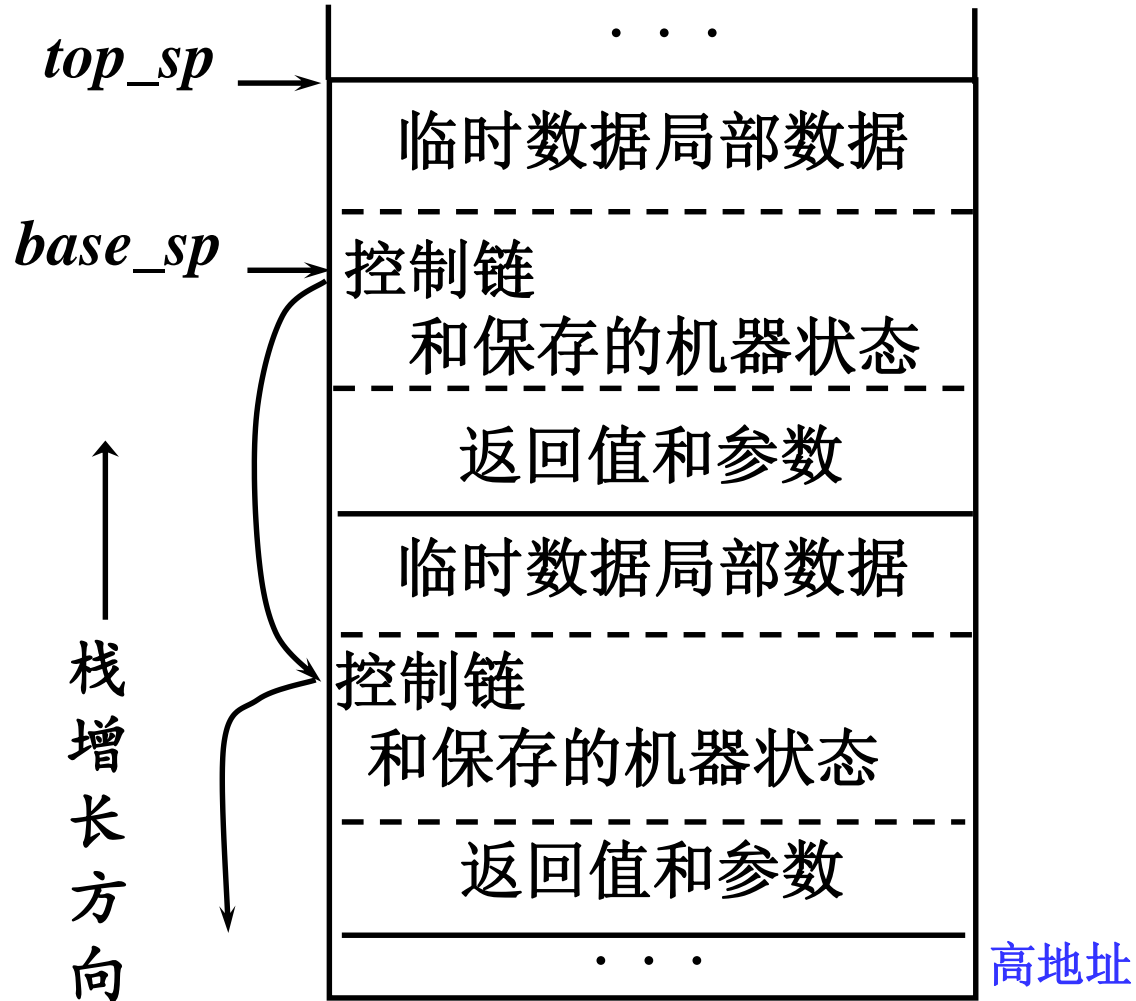 · · ·
top_sp
临时数据局部数据
base_sp
控制链
和保存的机器状态
返回值和参数
临时数据局部数据
控制链
和保存的机器状态
返回值和参数
· · ·
栈增长方向
高地址